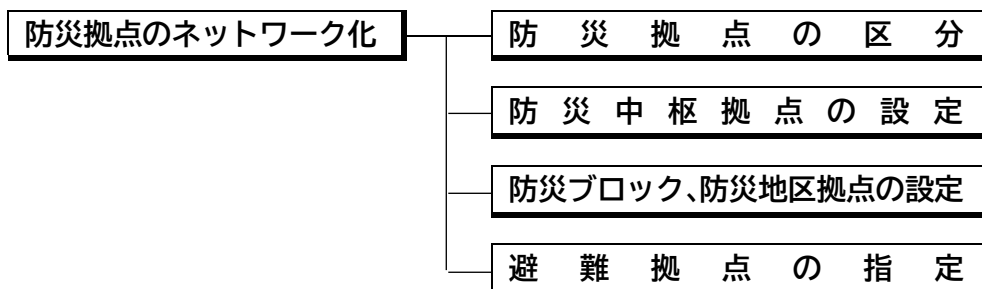 防災拠点のネットワーク化
防災拠点の区分
防災中枢拠点の設定
防災ブロック、防災地区拠点の設定
避難拠点の指定